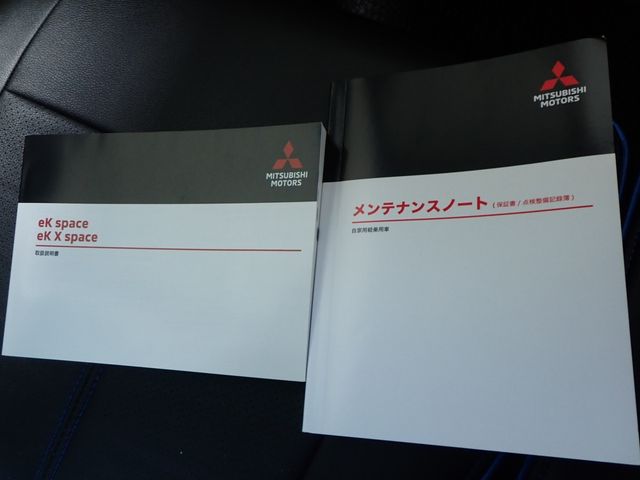 MITSUBISHI
MOTORS
eK space
eK X space
取扱説明書
MITSUBISHI
MOTORS
メンテナンスノート (保証書/点検整備記録簿)
自家用軽乗用車